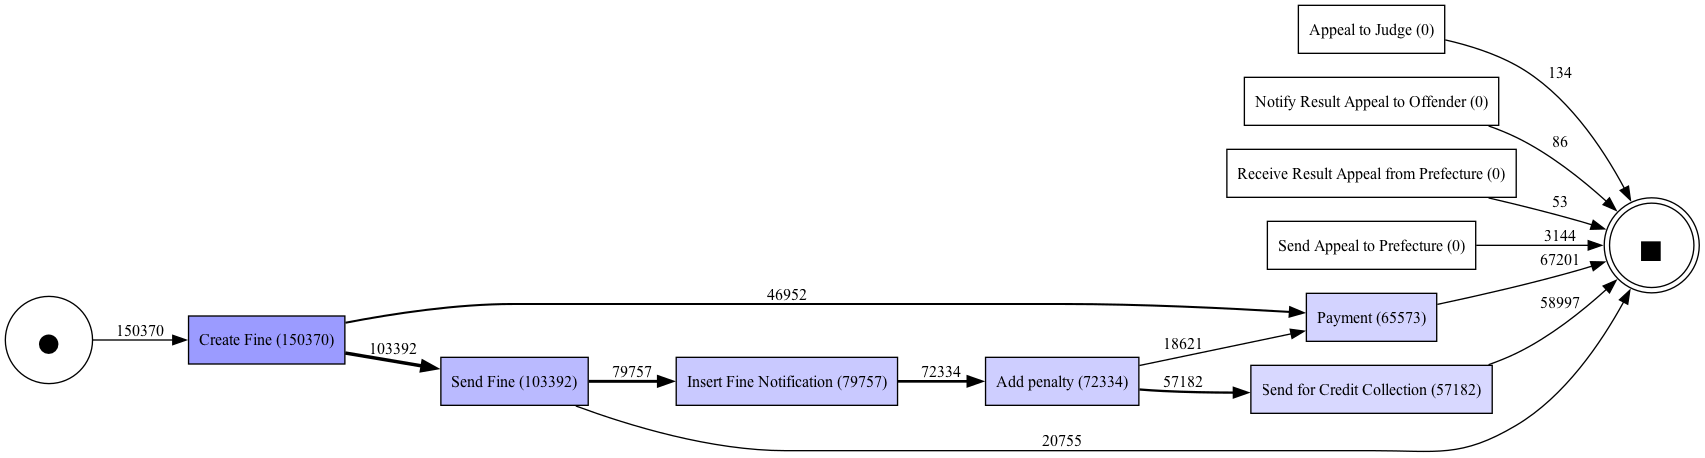 Appeal to Judge (0)
134
Notify Result Appeal to Offender (0)
86
Receive Result Appeal from Prefecture (0)
53
Send Appeal to Prefecture (0)
3144
67201
46952
58997
Payment (65573)
150370
Create Fine (150370)
103392
18621
Send Fine (103392)
79757
Insert Fine Notification (79757)
72334
Add penalty (72334)
57182
Send for Credit Collection (57182)
20755